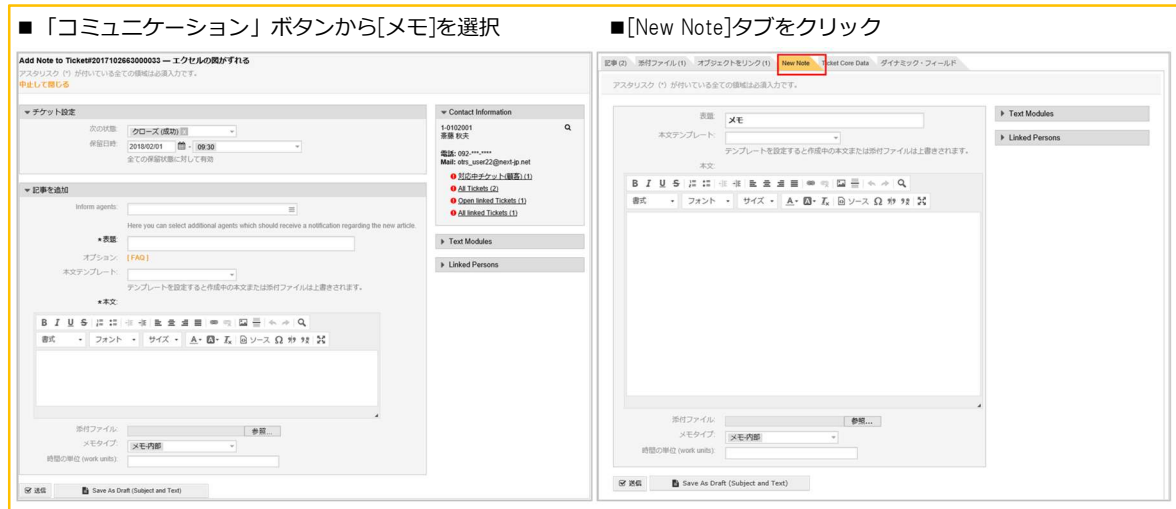 ■「コミュニケーション」ボタンから[メモ]を選択
Add Note to Ticket#2017102663000033 — エクセルの図がずれる
アスタリスク (*) が付いている全ての領域は必須入力です。
中止して閉じる
チケット設定
次の状態:
クローズ (成功)
保留日時:
2018/02/01 - 09:30
全ての保留状態に対して有効
記事を追加
Inform agents:
Here you can select additional agents which should receive a notification regarding the new article.
★表題:
オプション: [ FAQ ]
本文テンプレート:
テンプレートを設定すると作成中の本文または添付ファイルは上書きされます。
★本文:
B I U S
書式 フォント サイズ A A Ix ソース Ω
添付ファイル: 参照...
メモタイプ: メモ-内部
時間の単位 (work units):
送信 Save As Draft (Subject and Text)
Contact Information
1-0102001
斎藤 秋夫
電話: 092-***-****
Mail: otrs_user22@next-jp.net
対応中チケット(顧客) (1)
All Tickets (2)
Open linked Tickets (1)
All linked Tickets (1)
Text Modules
Linked Persons
■[New Note]タブをクリック
記事 (2) 添付ファイル (1) オブジェクトをリンク (1) New Note Ticket Core Data ダイナミック・フィールド
アスタリスク (*) が付いている全ての領域は必須入力です。
表題: メモ
本文テンプレート:
テンプレートを設定すると作成中の本文または添付ファイルは上書きされます。
本文:
B I U S
書式 フォント サイズ A A Ix ソース Ω
添付ファイル: 参照...
メモタイプ: メモ-内部
時間の単位 (work units):
送信 Save As Draft (Subject and Text)
Text Modules
Linked Persons